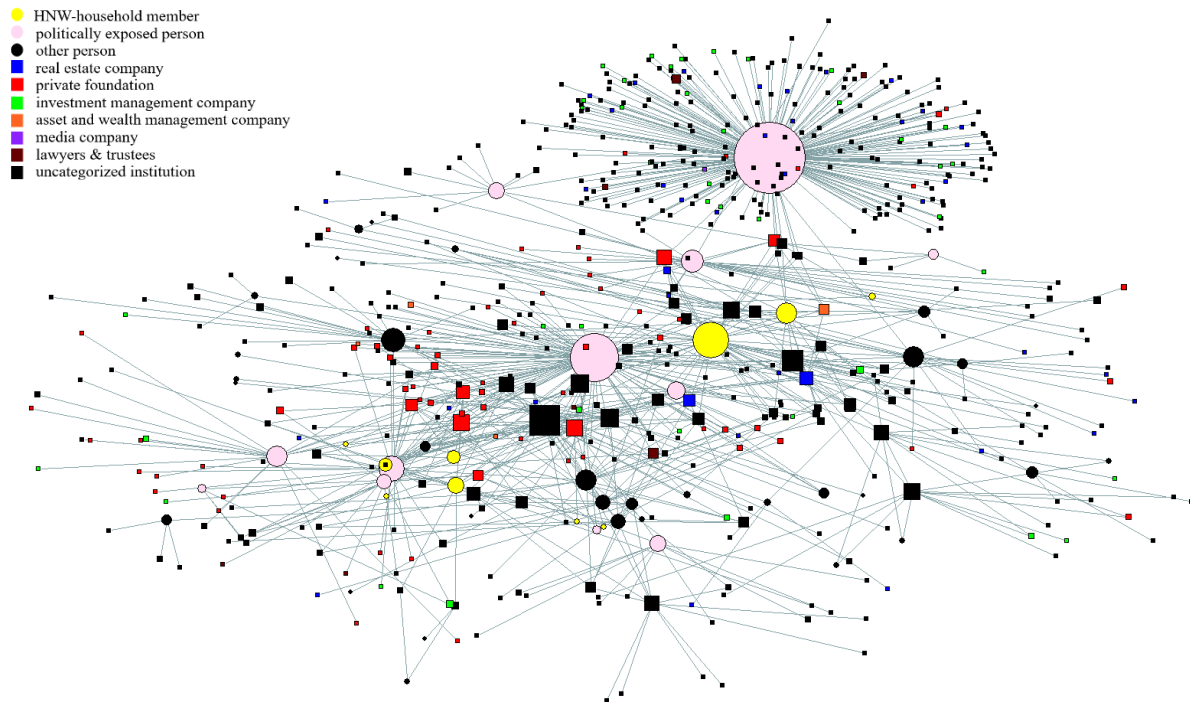 HNW-household member
politically exposed person
other person
real estate company
private foundation
investment management company
asset and wealth management company
media company
lawyers & trustees
uncategorized institution